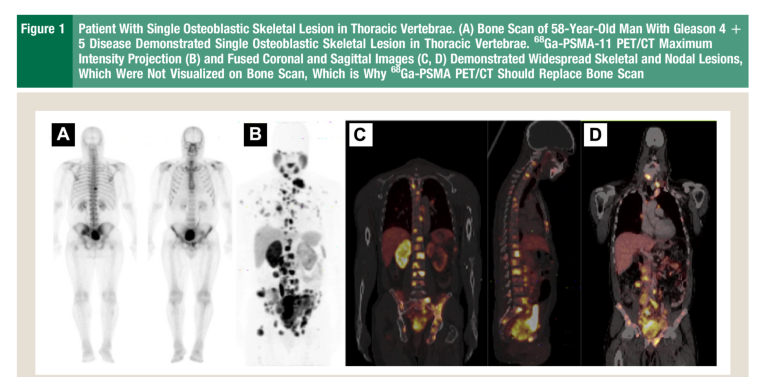 Figure 1
Patient With Single Osteoblastic Skeletal Lesion in Thoracic Vertebrae. (A) Bone Scan of 58-Year-Old Man With Gleason 4 +
5 Disease Demonstrated Single Osteoblastic Skeletal Lesion in Thoracic Vertebrae. ⁶⁸Ga-PSMA-11 PET/CT Maximum
Intensity Projection (B) and Fused Coronal and Sagittal Images (C, D) Demonstrated Widespread Skeletal and Nodal Lesions,
Which Were Not Visualized on Bone Scan, Which is Why ⁶⁸Ga-PSMA PET/CT Should Replace Bone Scan
A
B
C
D